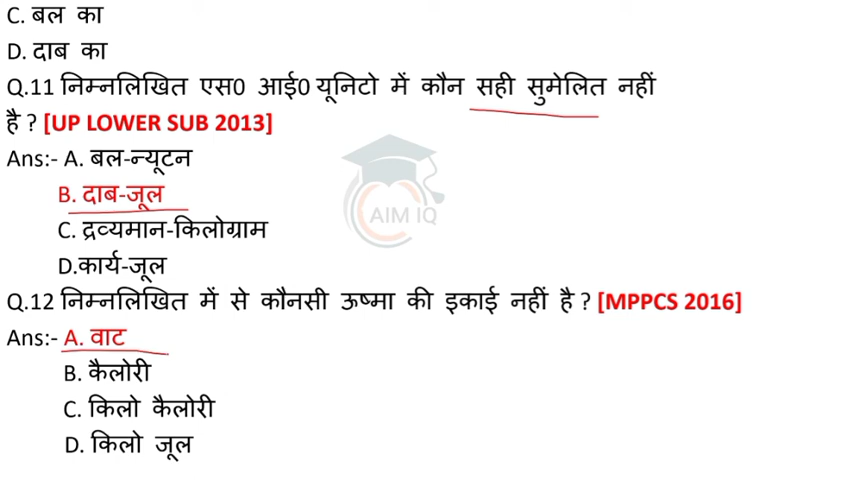 C. बल का
D. दाब का
Q.11 निम्नलिखित एस0 आई0 यूनिटो में कौन सही सुमेलित नहीं
है ? [UP LOWER SUB 2013]
Ans:- A. बल-न्यूटन
B. दाब-जूल
C. द्रव्यमान-किलोग्राम
D.कार्य-जूल
AIM IQ
Q.12 निम्नलिखित में से कौनसी ऊष्मा की इकाई नहीं है ? [MPPCS 2016]
Ans:- A. वाट
B. कैलोरी
C. किलो कैलोरी
D. किलो जूल